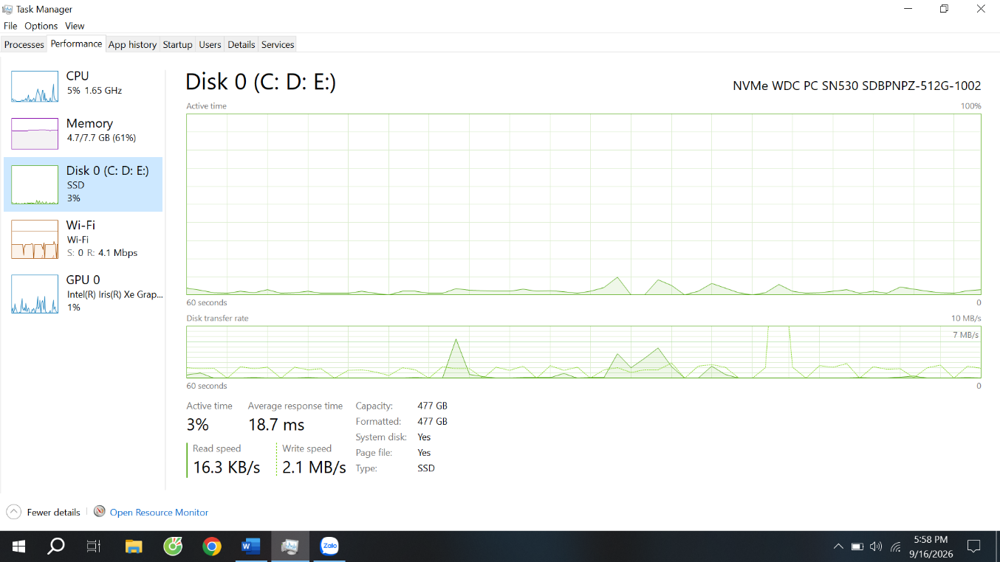 Task Manager
File Options View
Processes Performance App history Startup Users Details Services
CPU
5% 1.65 GHz
Memory
4.7/7.7 GB (61%)
Disk 0 (C: D: E:)
SSD
3%
Wi-Fi
Wi-Fi
S: 0 R: 4.1 Mbps
GPU 0
Intel(R) Iris(R) Xe Grap...
1%
Disk 0 (C: D: E:)
NVMe WDC PC SN530 SDBPNPZ-512G-1002
Active time 100%
60 seconds 0
Disk transfer rate 10 MB/s
7 MB/s
60 seconds 0
Active time Average response time
3% 18.7 ms
Read speed Write speed
16.3 KB/s 2.1 MB/s
Capacity: 477 GB
Formatted: 477 GB
System disk: Yes
Page file: Yes
Type: SSD
Fewer details Open Resource Monitor
W Zalo
5:58 PM
9/16/2026